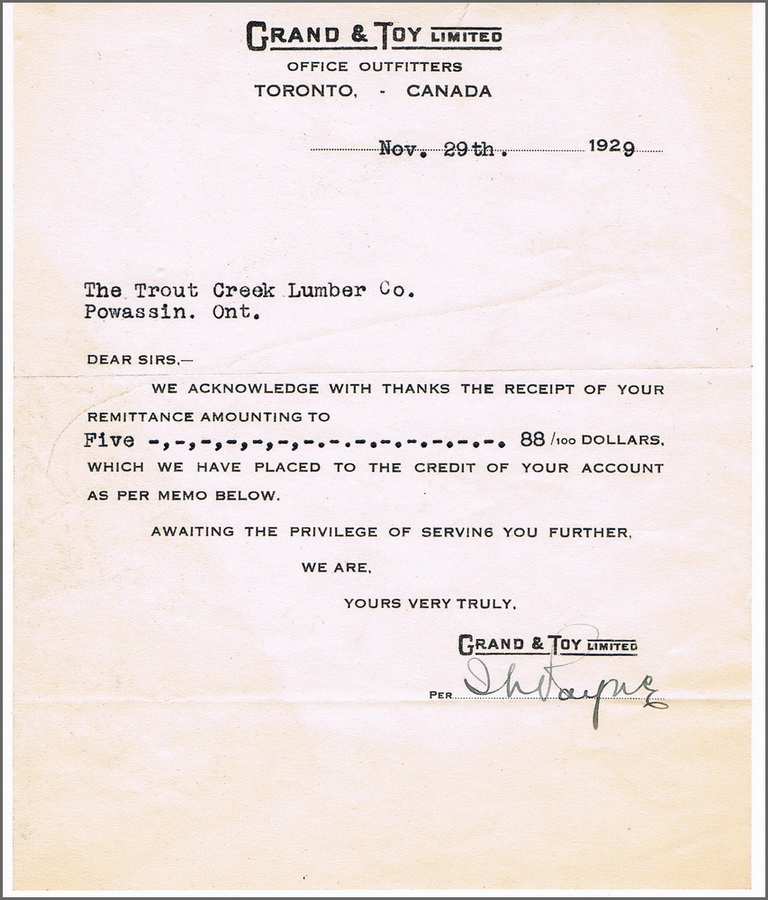 GRAND & TOY LIMITED
OFFICE OUTFITTERS
TORONTO, - CANADA
Nov. 29th. 1929
The Trout Creek Lumber Co.
Powassin. Ont.
DEAR SIRS,—
WE ACKNOWLEDGE WITH THANKS THE RECEIPT OF YOUR
REMITTANCE AMOUNTING TO
Five -,-,-,-,-,-,-.-.-.-.-.-.-.-. 88/100 DOLLARS,
WHICH WE HAVE PLACED TO THE CREDIT OF YOUR ACCOUNT
AS PER MEMO BELOW.
AWAITING THE PRIVILEGE OF SERVING YOU FURTHER,
WE ARE,
YOURS VERY TRULY,
GRAND & TOY LIMITED
PER Payne